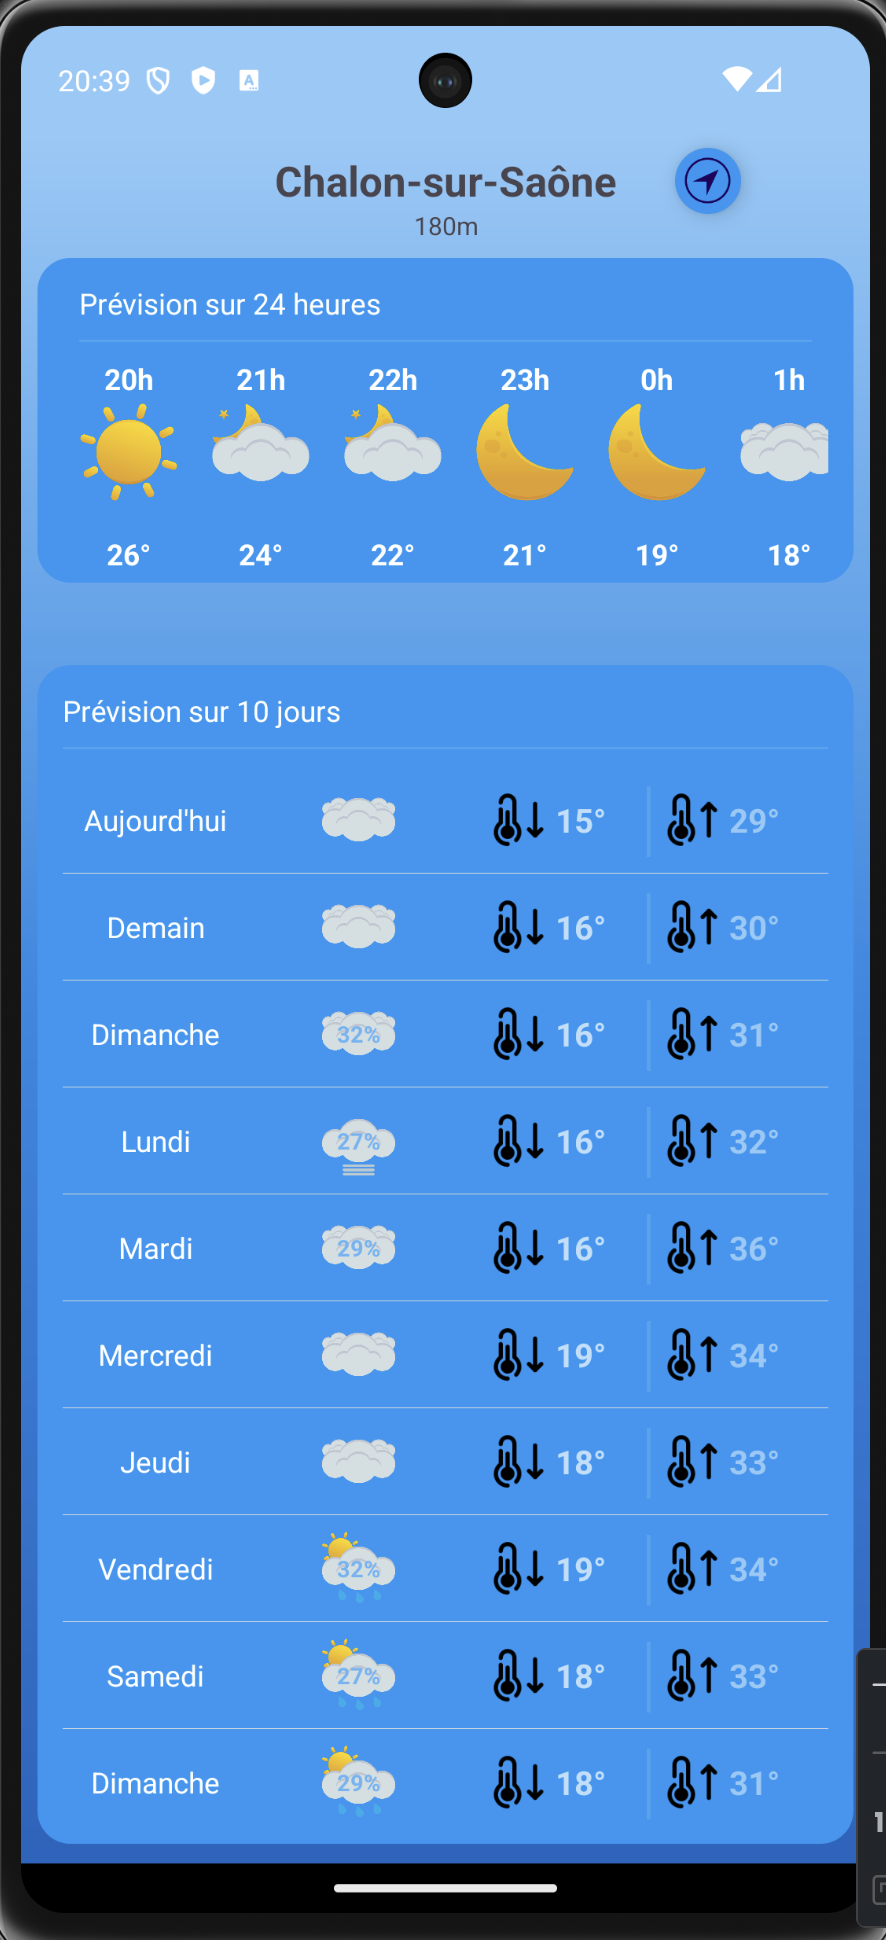 20:39
Chalon-sur-Saône
180m
Prévision sur 24 heures
20h 21h 22h 23h 0h 1h
26° 24° 22° 21° 19° 18°
Prévision sur 10 jours
Aujourd'hui 15° 29°
Demain 16° 30°
Dimanche 32% 16° 31°
Lundi 27% 16° 32°
Mardi 29% 16° 36°
Mercredi 19° 34°
Jeudi 18° 33°
Vendredi 32% 19° 34°
Samedi 27% 18° 33°
Dimanche 29% 18° 31°